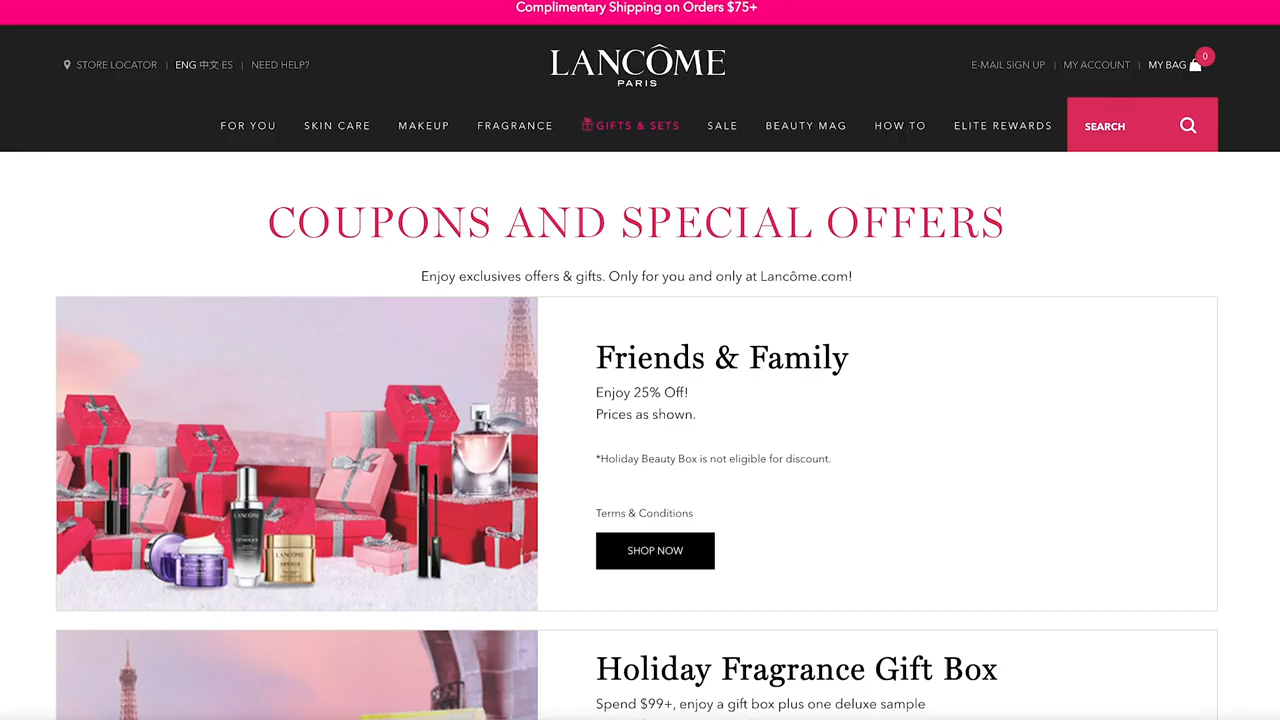 Complimentary Shipping on Orders $75+
STORE LOCATOR | ENG 中文 ES | NEED HELP?
LANCÔME
PARIS
E-MAIL SIGN UP | MY ACCOUNT | MY BAG 0
FOR YOU SKIN CARE MAKEUP FRAGRANCE GIFTS & SETS SALE BEAUTY MAG HOW TO ELITE REWARDS SEARCH
COUPONS AND SPECIAL OFFERS
Enjoy exclusives offers & gifts. Only for you and only at Lancôme.com!
LANCÔME
LANCÔME
Friends & Family
Enjoy 25% Off!
Prices as shown.
*Holiday Beauty Box is not eligible for discount.
Terms & Conditions
SHOP NOW
Holiday Fragrance Gift Box
Spend $99+, enjoy a gift box plus one deluxe sample